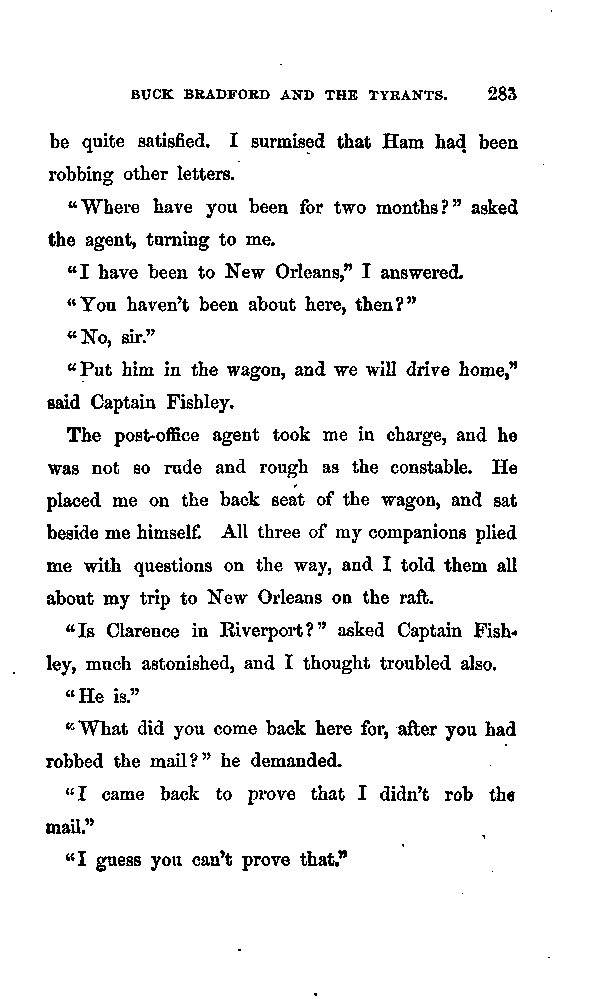 BUCK BRADFORD AND THE TYRANTS. 283
be quite satisfied. I surmised that Ham had been
robbing other letters.
"Where have you been for two months?" asked
the agent, turning to me.
"I have been to New Orleans," I answered.
"You haven't been about here, then?"
"No, sir."
"Put him in the wagon, and we will drive home,"
said Captain Fishley.
The post-office agent took me in charge, and he
was not so rude and rough as the constable. He
placed me on the back seat of the wagon, and sat
beside me himself. All three of my companions plied
me with questions on the way, and I told them all
about my trip to New Orleans on the raft.
"Is Clarence in Riverport?" asked Captain Fish-
ley, much astonished, and I thought troubled also.
"He is."
"What did you come back here for, after you had
robbed the mail?" he demanded.
"I came back to prove that I didn't rob the
mail."
"I guess you can't prove that."